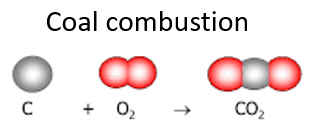 Coal combustion
C + O₂ → CO₂